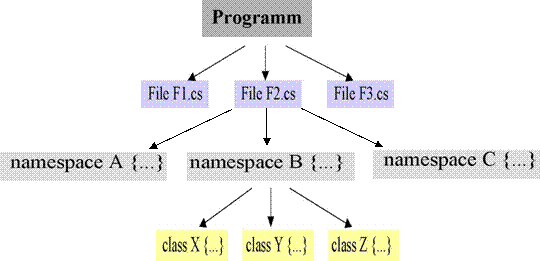 Programm
File F1.cs File F2.cs File F3.cs
namespace A {...} namespace B {...} namespace C {...}
class X {...} class Y {...} class Z {...}